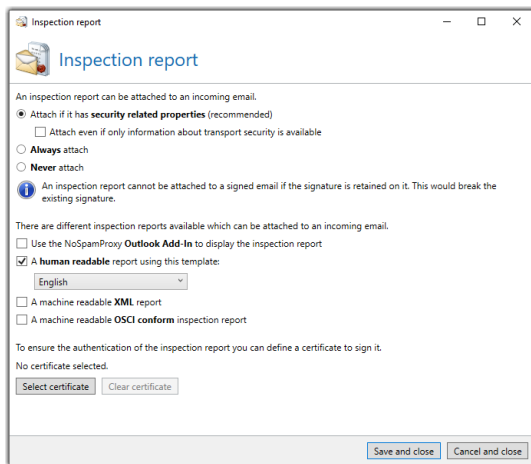 Inspection report
Inspection report
An inspection report can be attached to an incoming email.
Attach if it has security related properties (recommended)
Attach even if only information about transport security is available
Always attach
Never attach
An inspection report cannot be attached to a signed email if the signature is retained on it. This would break the
existing signature.
There are different inspection reports available which can be attached to an incoming email.
Use the NoSpamProxy Outlook Add-In to display the inspection report
A human readable report using this template:
English
A machine readable XML report
A machine readable OSCI conform inspection report
To ensure the authentication of the inspection report you can define a certificate to sign it.
No certificate selected.
Select certificate Clear certificate
Save and close Cancel and close